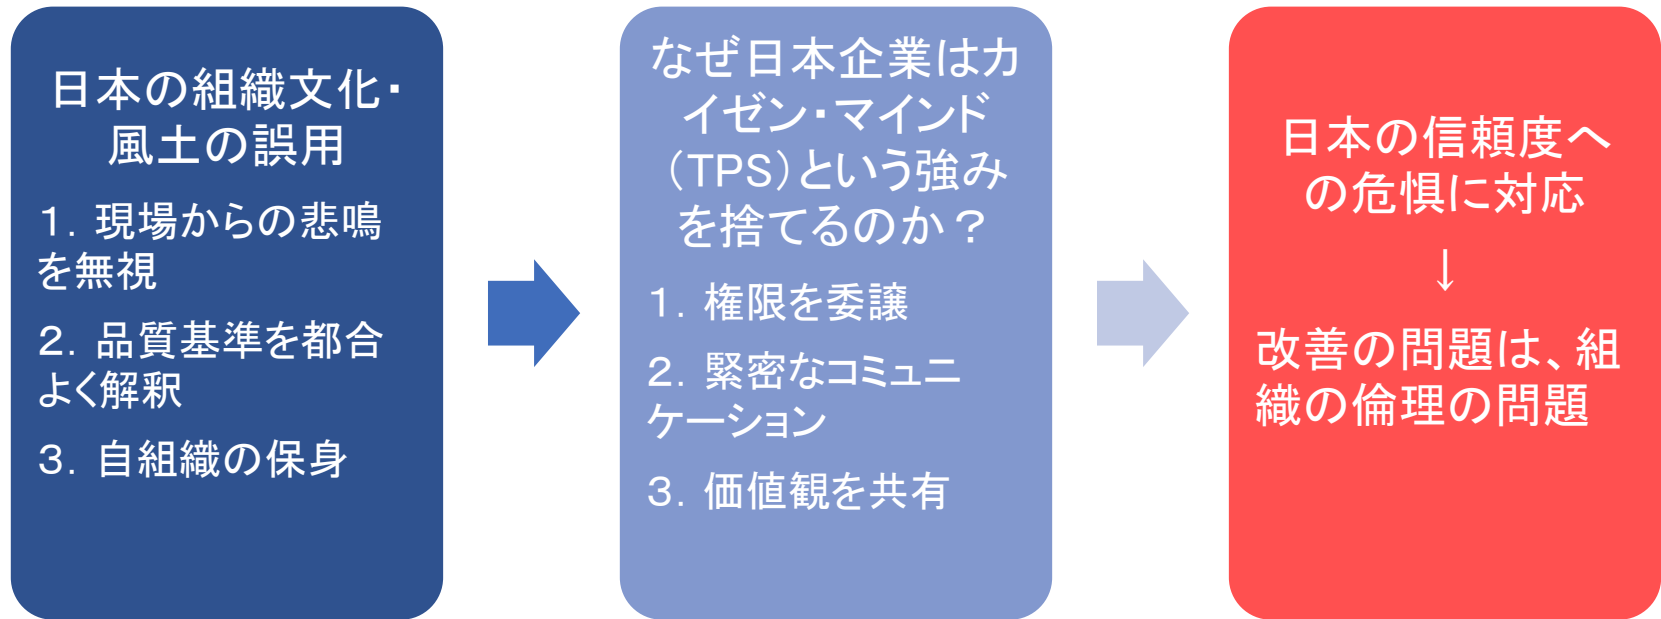 日本の組織文化・
風土の誤用
１．現場からの悲鳴
を無視
２．品質基準を都合
よく解釈
３．自組織の保身
なぜ日本企業はカ
イゼン・マインド
（TPS）という強み
を捨てるのか？
１．権限を委譲
２．緊密なコミュニ
ケーション
３．価値観を共有
日本の信頼度へ
の危惧に対応
↓
改善の問題は、組
織の倫理の問題